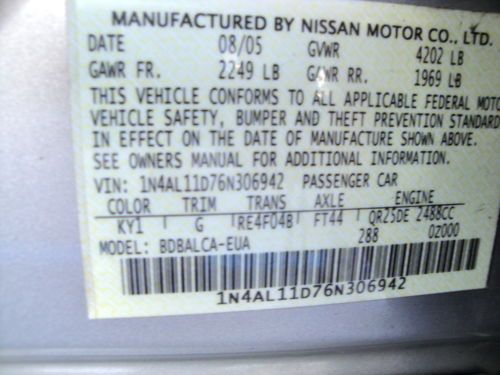 MANUFACTURED BY NISSAN MOTOR CO., LTD.
DATE 08/05 GVWR 4202 LB
GAWR FR. 2249 LB GAWR RR. 1969 LB
THIS VEHICLE CONFORMS TO ALL APPLICABLE FEDERAL MOTO
VEHICLE SAFETY, BUMPER AND THEFT PREVENTION STANDARD
IN EFFECT ON THE DATE OF MANUFACTURE SHOWN ABOVE.
SEE OWNERS MANUAL FOR ADDITIONAL INFORMATION.
VIN: 1N4AL11D76N306942 PASSENGER CAR
COLOR TRIM TRANS AXLE ENGINE
KY1 G RE4F04B FT44 QR25DE 2488CC
MODEL: BDBALCA-EUA 288 0Z000
1N4AL11D76N306942